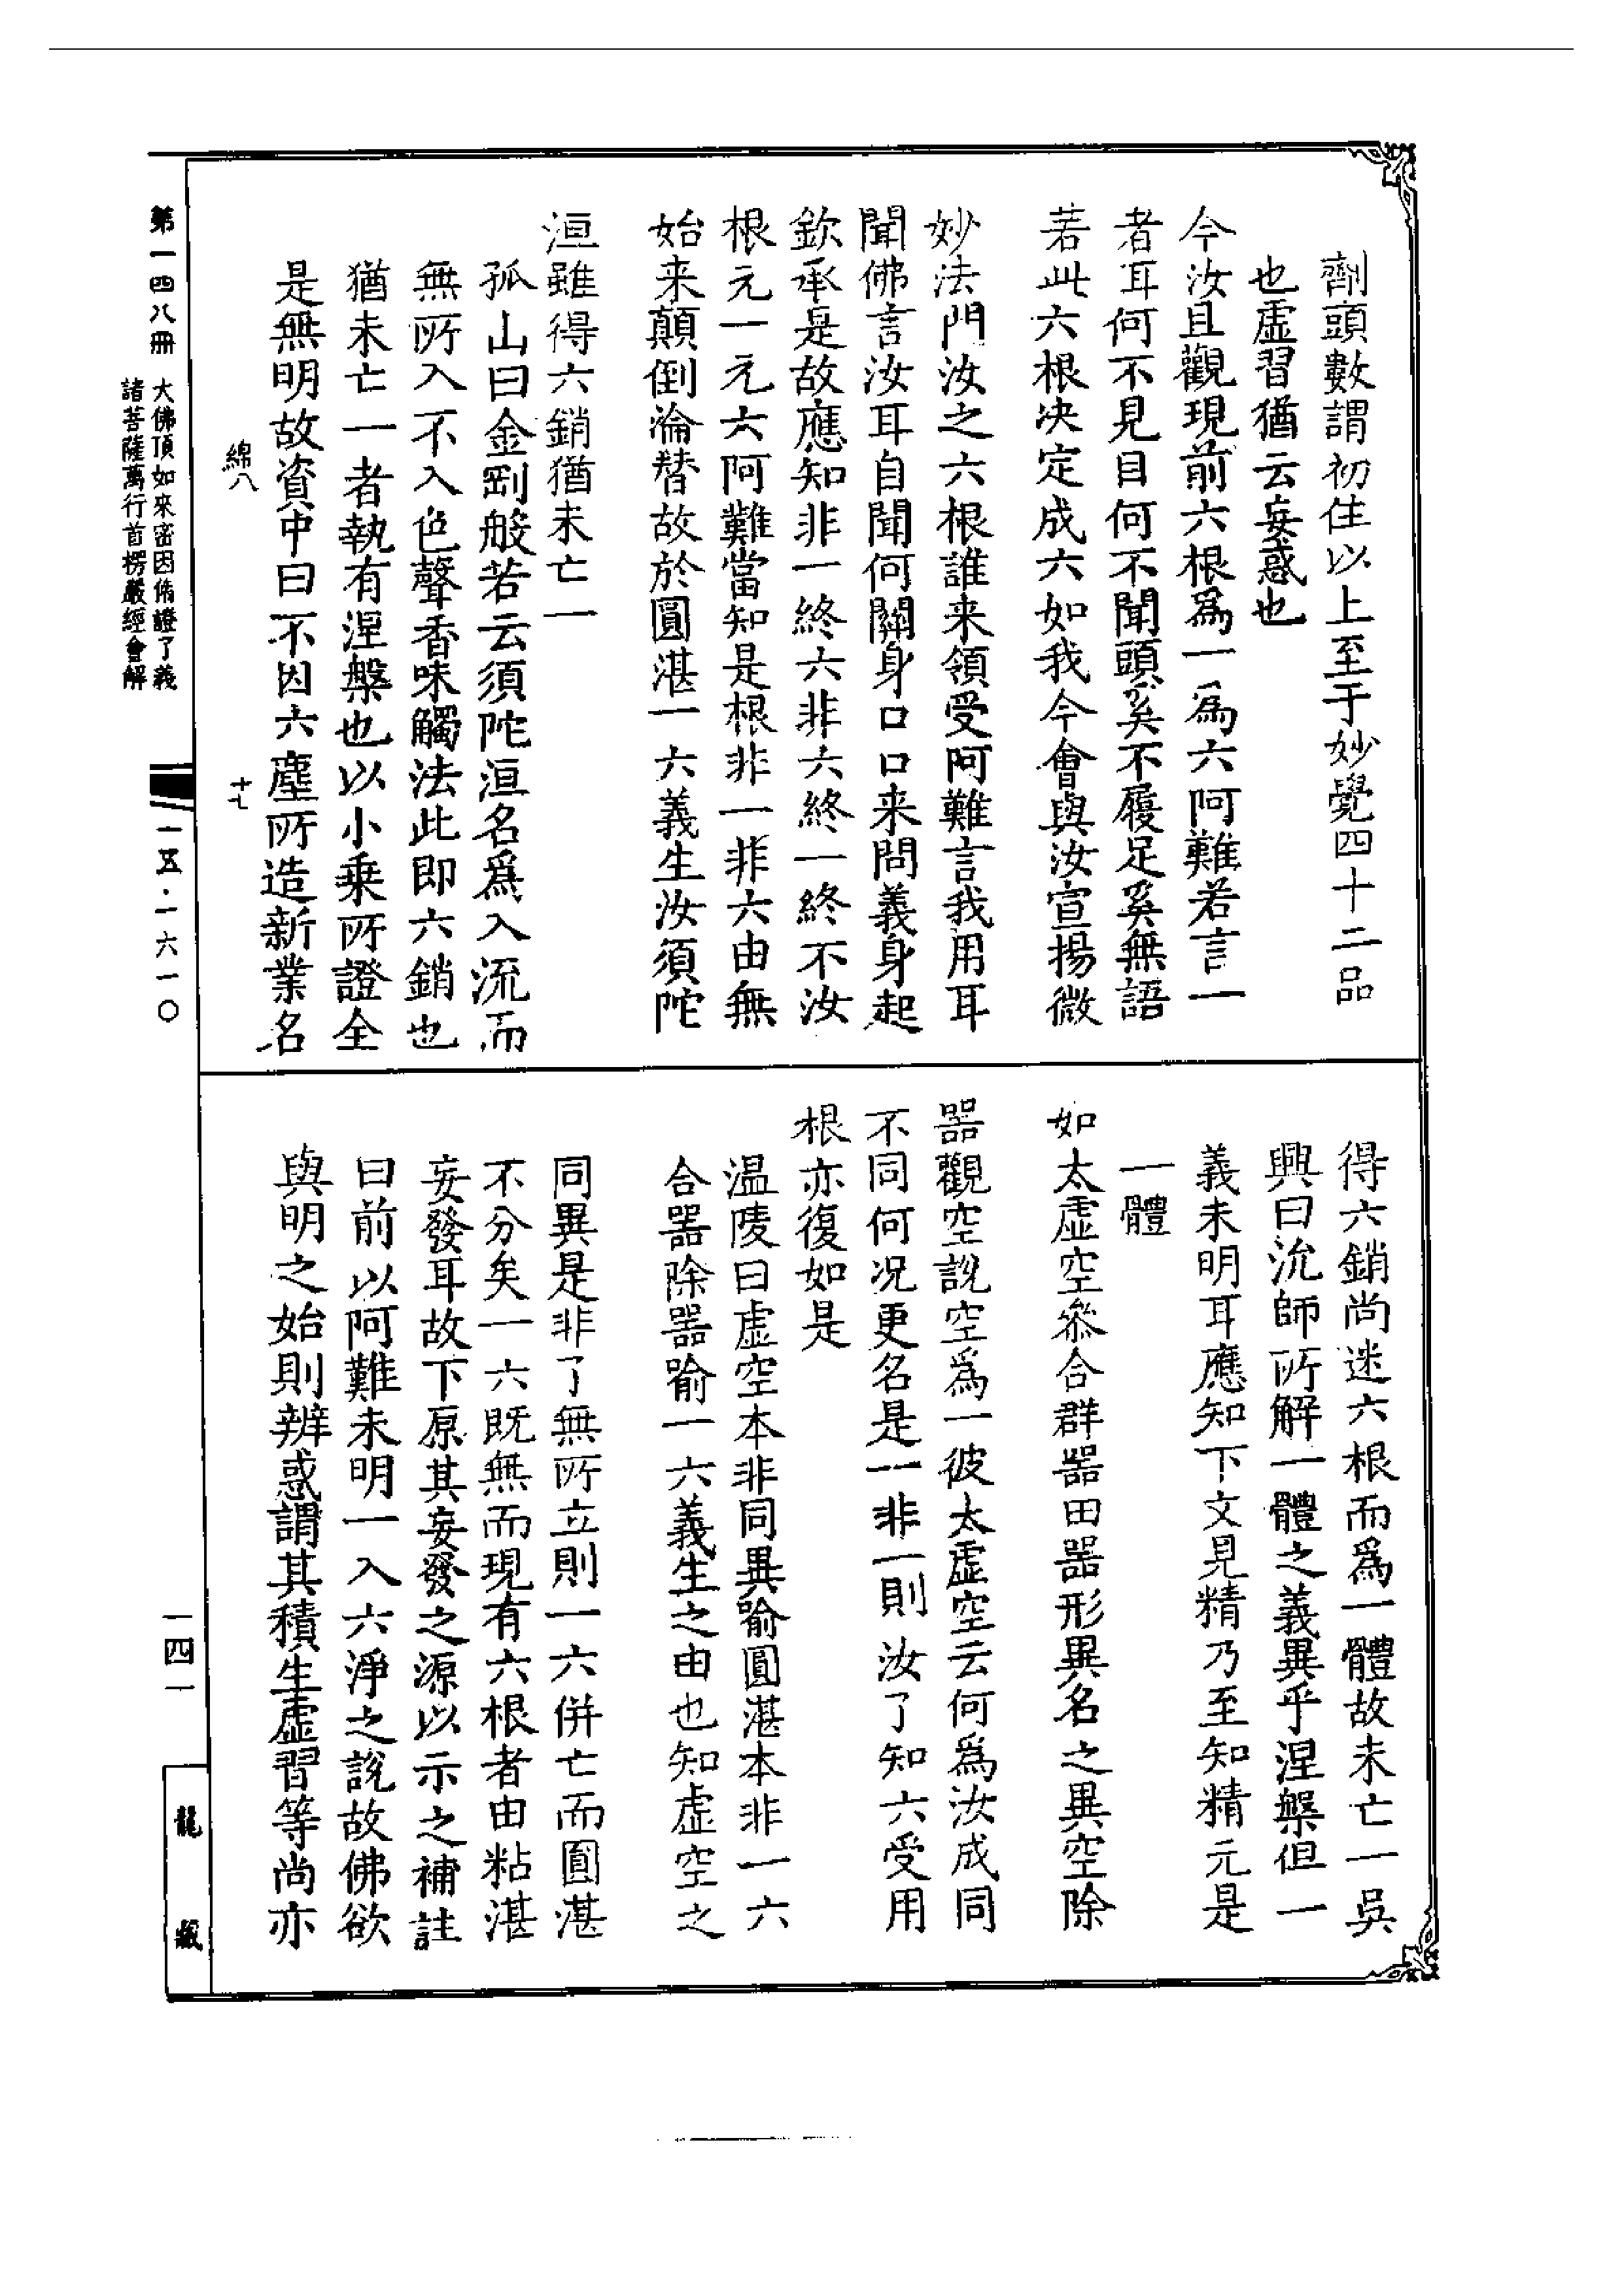 劑頭數謂初住以上至于妙覺四十二品
也虛習猶云妄惑也
今汝且觀現前六根為一爲六阿難若言一
者耳何不見目何不聞頭奚不履足奚無語
若此六根决定成六如我今會與汝宣揚微
妙法門汝之六根誰来領受阿難言我用耳
聞佛言汝耳自聞何關身口口来問義身起
欽承是故應知非一終六非六終一終不汝
根元一元六阿難當知是根非一非六由無
始来顛倒淪替故於圓湛一六義生汝須陀
洹雖得六銷猶未亡一
孤山曰金剛般若云須陀洹名爲入流而
無所入不入色聲香味觸法此即六銷也
猶未亡一者執有涅槃也以小乗所證全
是無明故資中曰不因六塵所造新業名
綿八
十七
得六銷尚迷六根而為一體故未亡一吳
興曰沇師所解一體之義異乎涅槃但一
義未明耳應知下文見精乃至知精元是
一體
如太虛空叅合群器由器形異名之異空除
器觀空說空爲一彼太虛空云何為汝成同
不同何况更名是一非一則汝了知六受用
根亦復如是
温陵曰虛空本非同異喻圓湛本非一六
合器除器喻一六義生之由也知虛空之
同異是非了無所立則一六併亡而圓湛
不分矣一六既無而現有六根者由粘湛
妄發耳故下原其妄發之源以示之補註
曰前以阿難未明一入六淨之說故佛欲
與明之始則辨惑謂其積生虛習等尚亦
第一四八冊
大佛頂如來密因脩證了義
諸菩薩萬行首楞嚴經會解
一五·一六一〇
一四一
龍藏